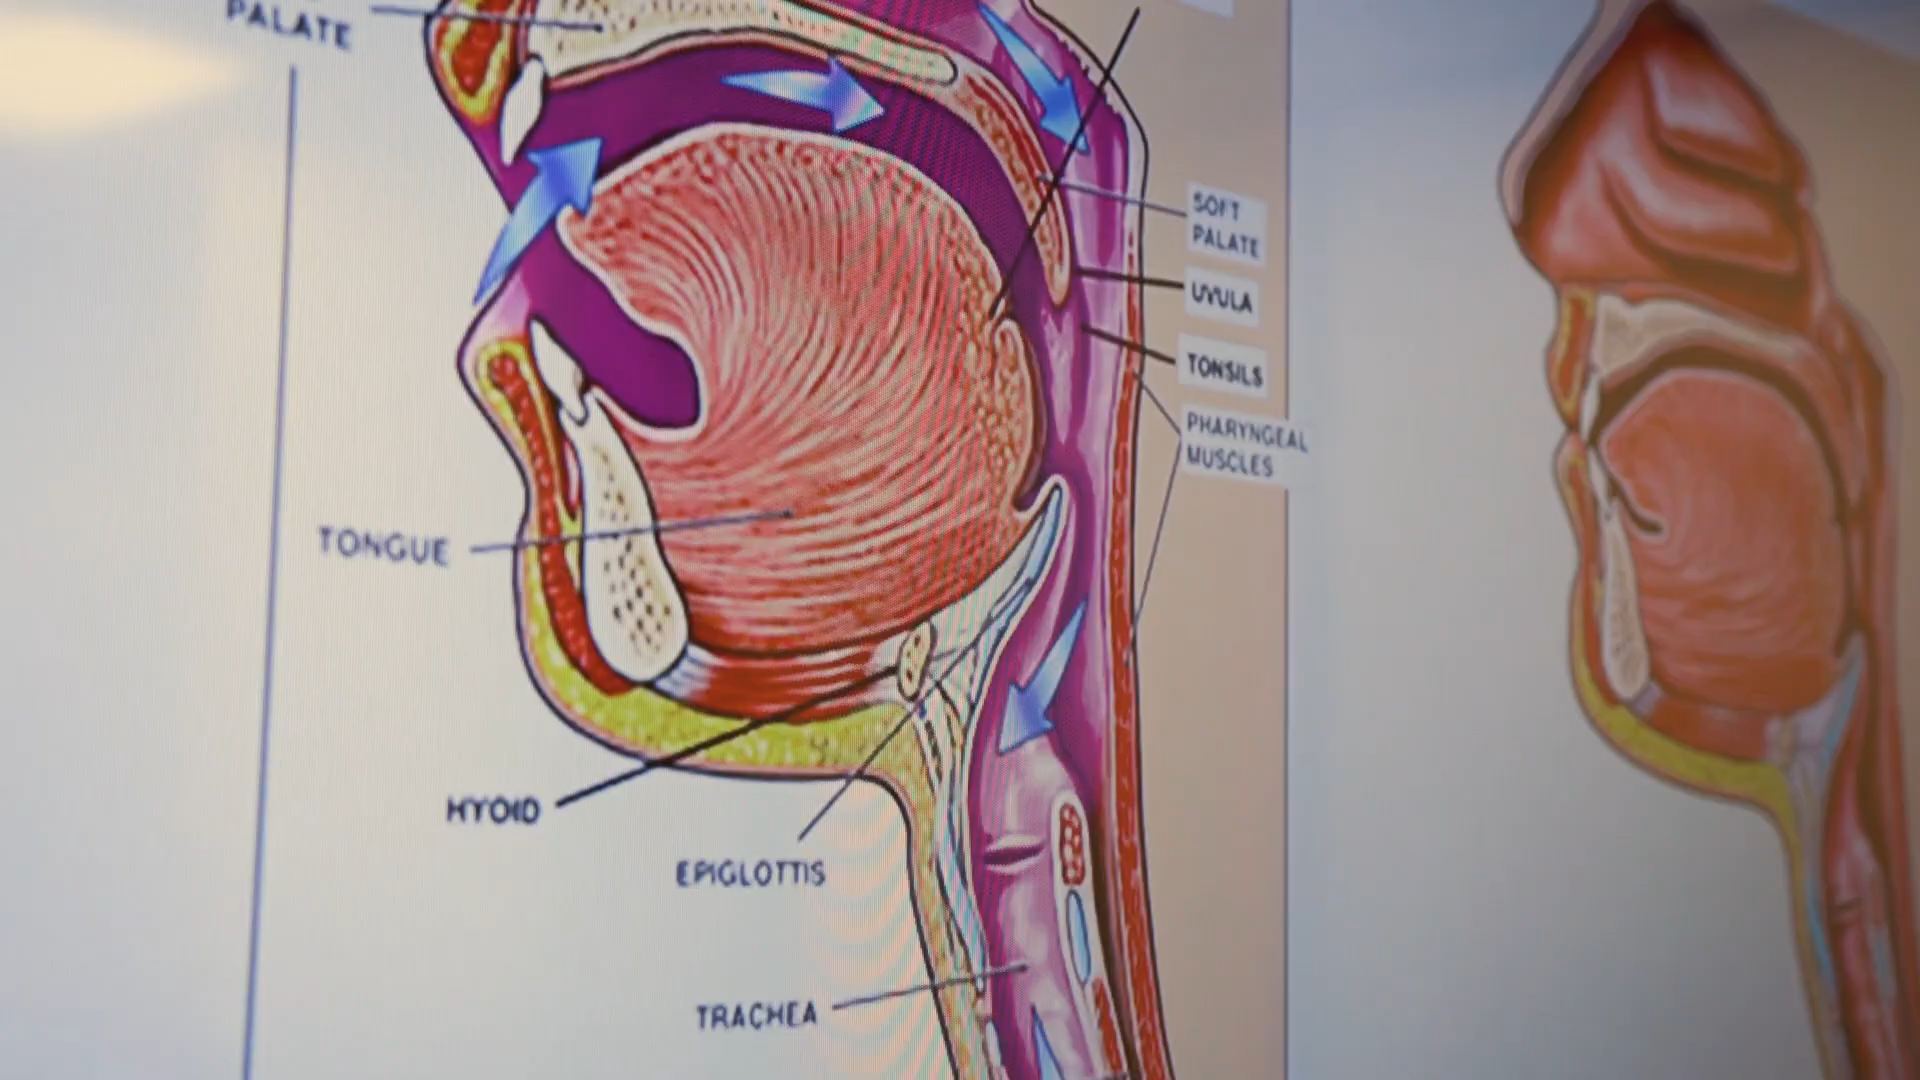 PALATE
SOFT
PALATE
UVULA
TONSILS
PHARYNGEAL
MUSCLES
TONGUE
HYOID
EPIGLOTTIS
TRACHEA